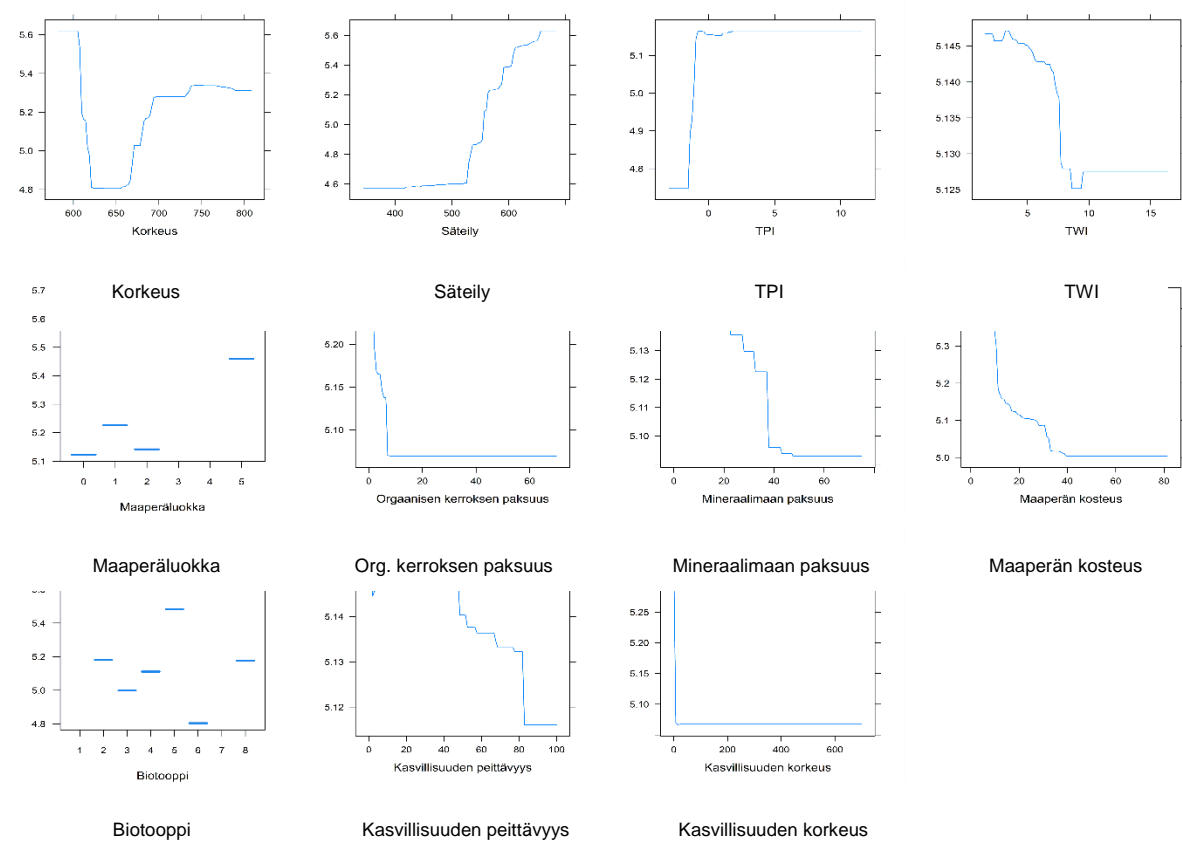 5.6
5.4
5.2
5.0
4.8
600 650 700 750 800
Korkeus
5.6
5.4
5.2
5.0
4.8
4.6
400 500 600
Säteily
5.1
5.0
4.9
4.8
0 5 10
TPI
5.145
5.140
5.135
5.130
5.125
5 10 15
TWI
Korkeus Säteily TPI TWI
5.7
5.6
5.5
5.4
5.3
5.2
5.1
0 1 2 3 4 5
Maaperäluokka
5.20
5.15
5.10
0 20 40 60
Orgaanisen kerroksen paksuus
5.13
5.12
5.11
5.10
0 20 40 60
Mineraalimaan paksuus
5.3
5.2
5.1
5.0
0 20 40 60 80
Maaperän kosteus
Maaperäluokka Org. kerroksen paksuus Mineraalimaan paksuus Maaperän kosteus
5.6
5.4
5.2
5.0
4.8
1 2 3 4 5 6 7 8
Biotooppi
5.14
5.13
5.12
0 20 40 60 80 100
Kasvillisuuden peittävyys
5.25
5.20
5.15
5.10
0 200 400 600
Kasvillisuuden korkeus
Biotooppi Kasvillisuuden peittävyys Kasvillisuuden korkeus